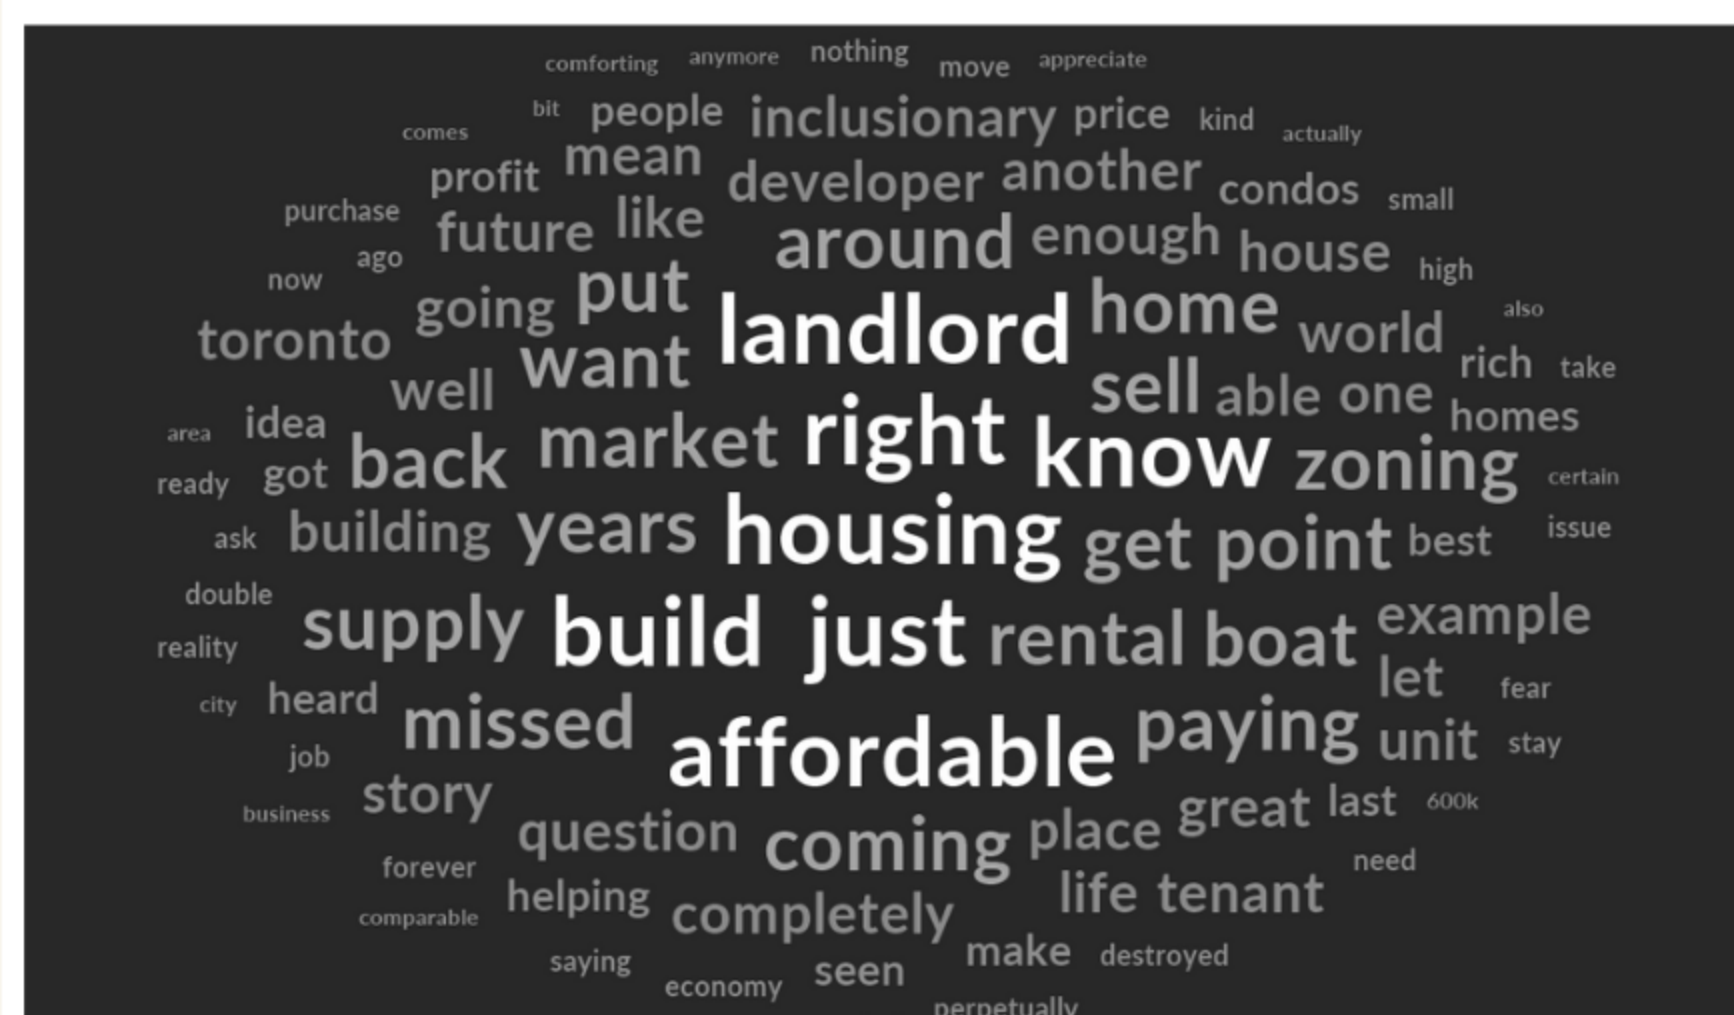 comforting anymore nothing move appreciate
bit people inclusionary price kind
comes mean developer another actually
profit condos small
purchase future like around enough house
ago high
now going put landlord home also
toronto want world
well sell able one rich take
area idea market right know homes
ready got back zoning certain
ask building years housing get point best issue
double
supply build just rental boat example
reality let
city heard missed affordable paying unit fear
job stay
business story question coming place great last 600k
forever need
comparable helping completely life tenant
saying seen make destroyed
economy
perpetually